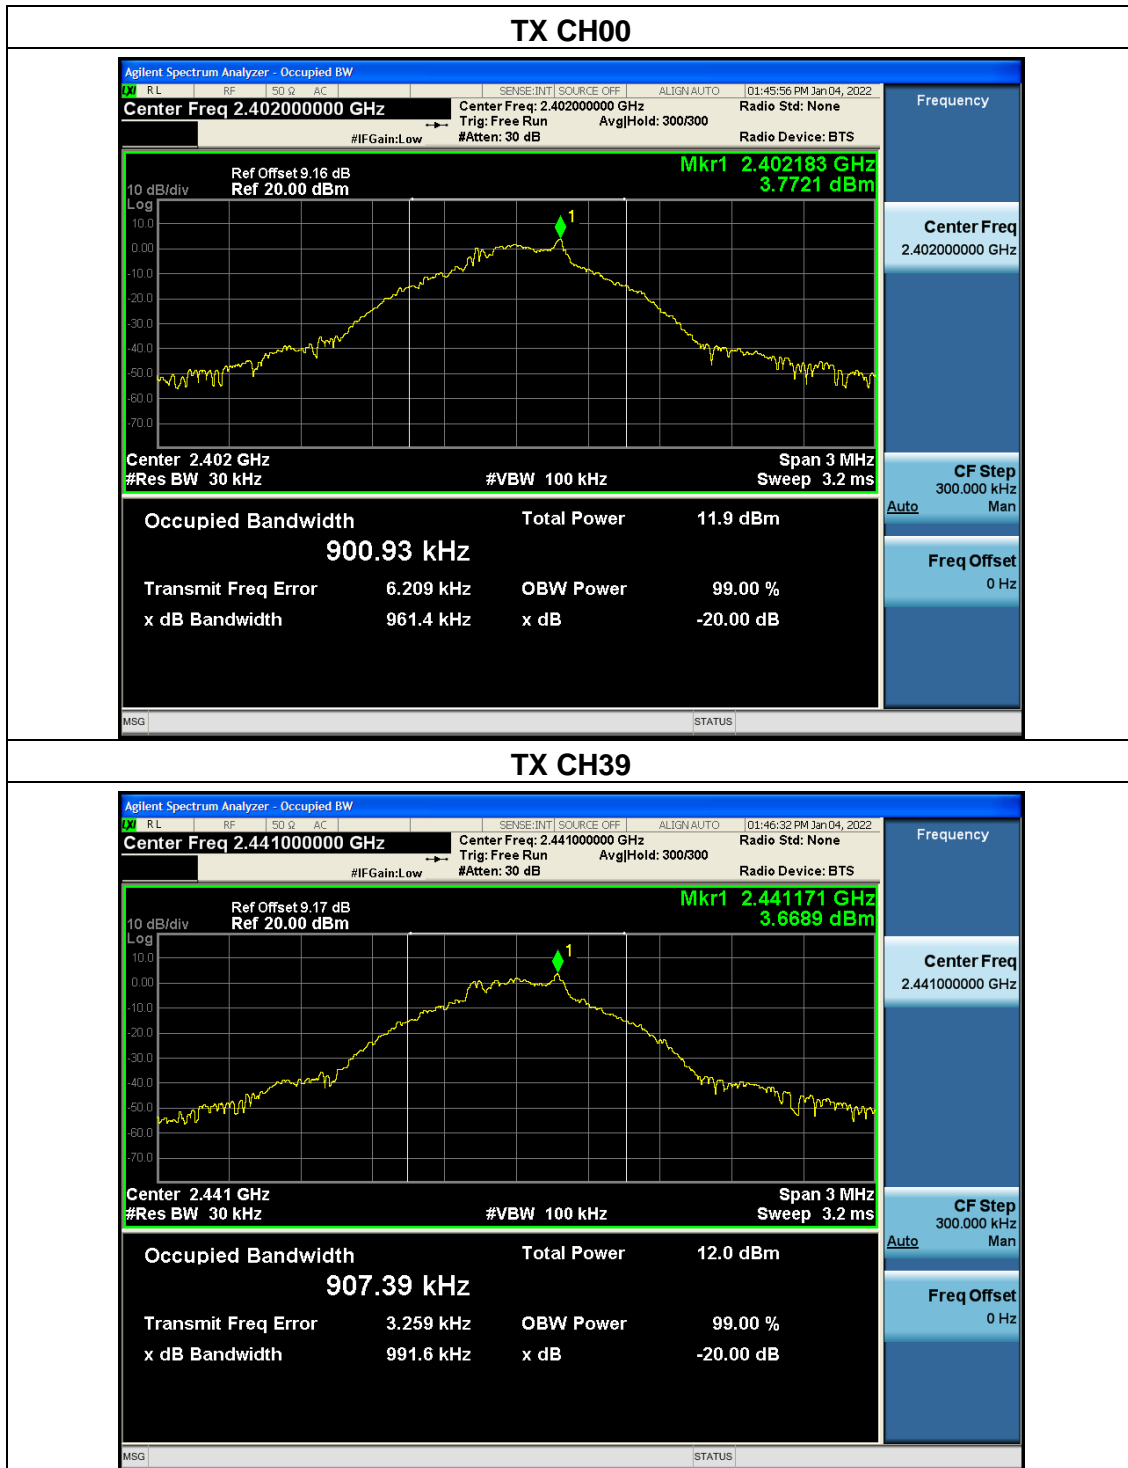 TX CH00
Agilent Spectrum Analyzer - Occupied BW
LXI RL RF 50 Ω AC SENSE:INT SOURCE OFF ALIGN AUTO 01:45:56 PM Jan 04, 2022
Center Freq 2.402000000 GHz
Center Freq: 2.402000000 GHz Radio Std: None
Trig: Free Run Avg|Hold: 300/300
#IFGain:Low #Atten: 30 dB Radio Device: BTS
Mkr1 2.402183 GHz
3.7721 dBm
Ref Offset 9.16 dB
10 dB/div Ref 20.00 dBm
Log
10.0
0.00
-10.0
-20.0
-30.0
-40.0
-50.0
-60.0
-70.0
1
Center 2.402 GHz Span 3 MHz
#Res BW 30 kHz #VBW 100 kHz Sweep 3.2 ms
Occupied Bandwidth Total Power 11.9 dBm
900.93 kHz
Transmit Freq Error 6.209 kHz OBW Power 99.00 %
x dB Bandwidth 961.4 kHz x dB -20.00 dB
MSG STATUS
Frequency
Center Freq
2.402000000 GHz
CF Step
300.000 kHz
Auto Man
Freq Offset
0 Hz
TX CH39
Agilent Spectrum Analyzer - Occupied BW
LXI RL RF 50 Ω AC SENSE:INT SOURCE OFF ALIGN AUTO 01:46:32 PM Jan 04, 2022
Center Freq 2.441000000 GHz
Center Freq: 2.441000000 GHz Radio Std: None
Trig: Free Run Avg|Hold: 300/300
#IFGain:Low #Atten: 30 dB Radio Device: BTS
Mkr1 2.441171 GHz
3.6689 dBm
Ref Offset 9.17 dB
10 dB/div Ref 20.00 dBm
Log
10.0
0.00
-10.0
-20.0
-30.0
-40.0
-50.0
-60.0
-70.0
1
Center 2.441 GHz Span 3 MHz
#Res BW 30 kHz #VBW 100 kHz Sweep 3.2 ms
Occupied Bandwidth Total Power 12.0 dBm
907.39 kHz
Transmit Freq Error 3.259 kHz OBW Power 99.00 %
x dB Bandwidth 991.6 kHz x dB -20.00 dB
MSG STATUS
Frequency
Center Freq
2.441000000 GHz
CF Step
300.000 kHz
Auto Man
Freq Offset
0 Hz